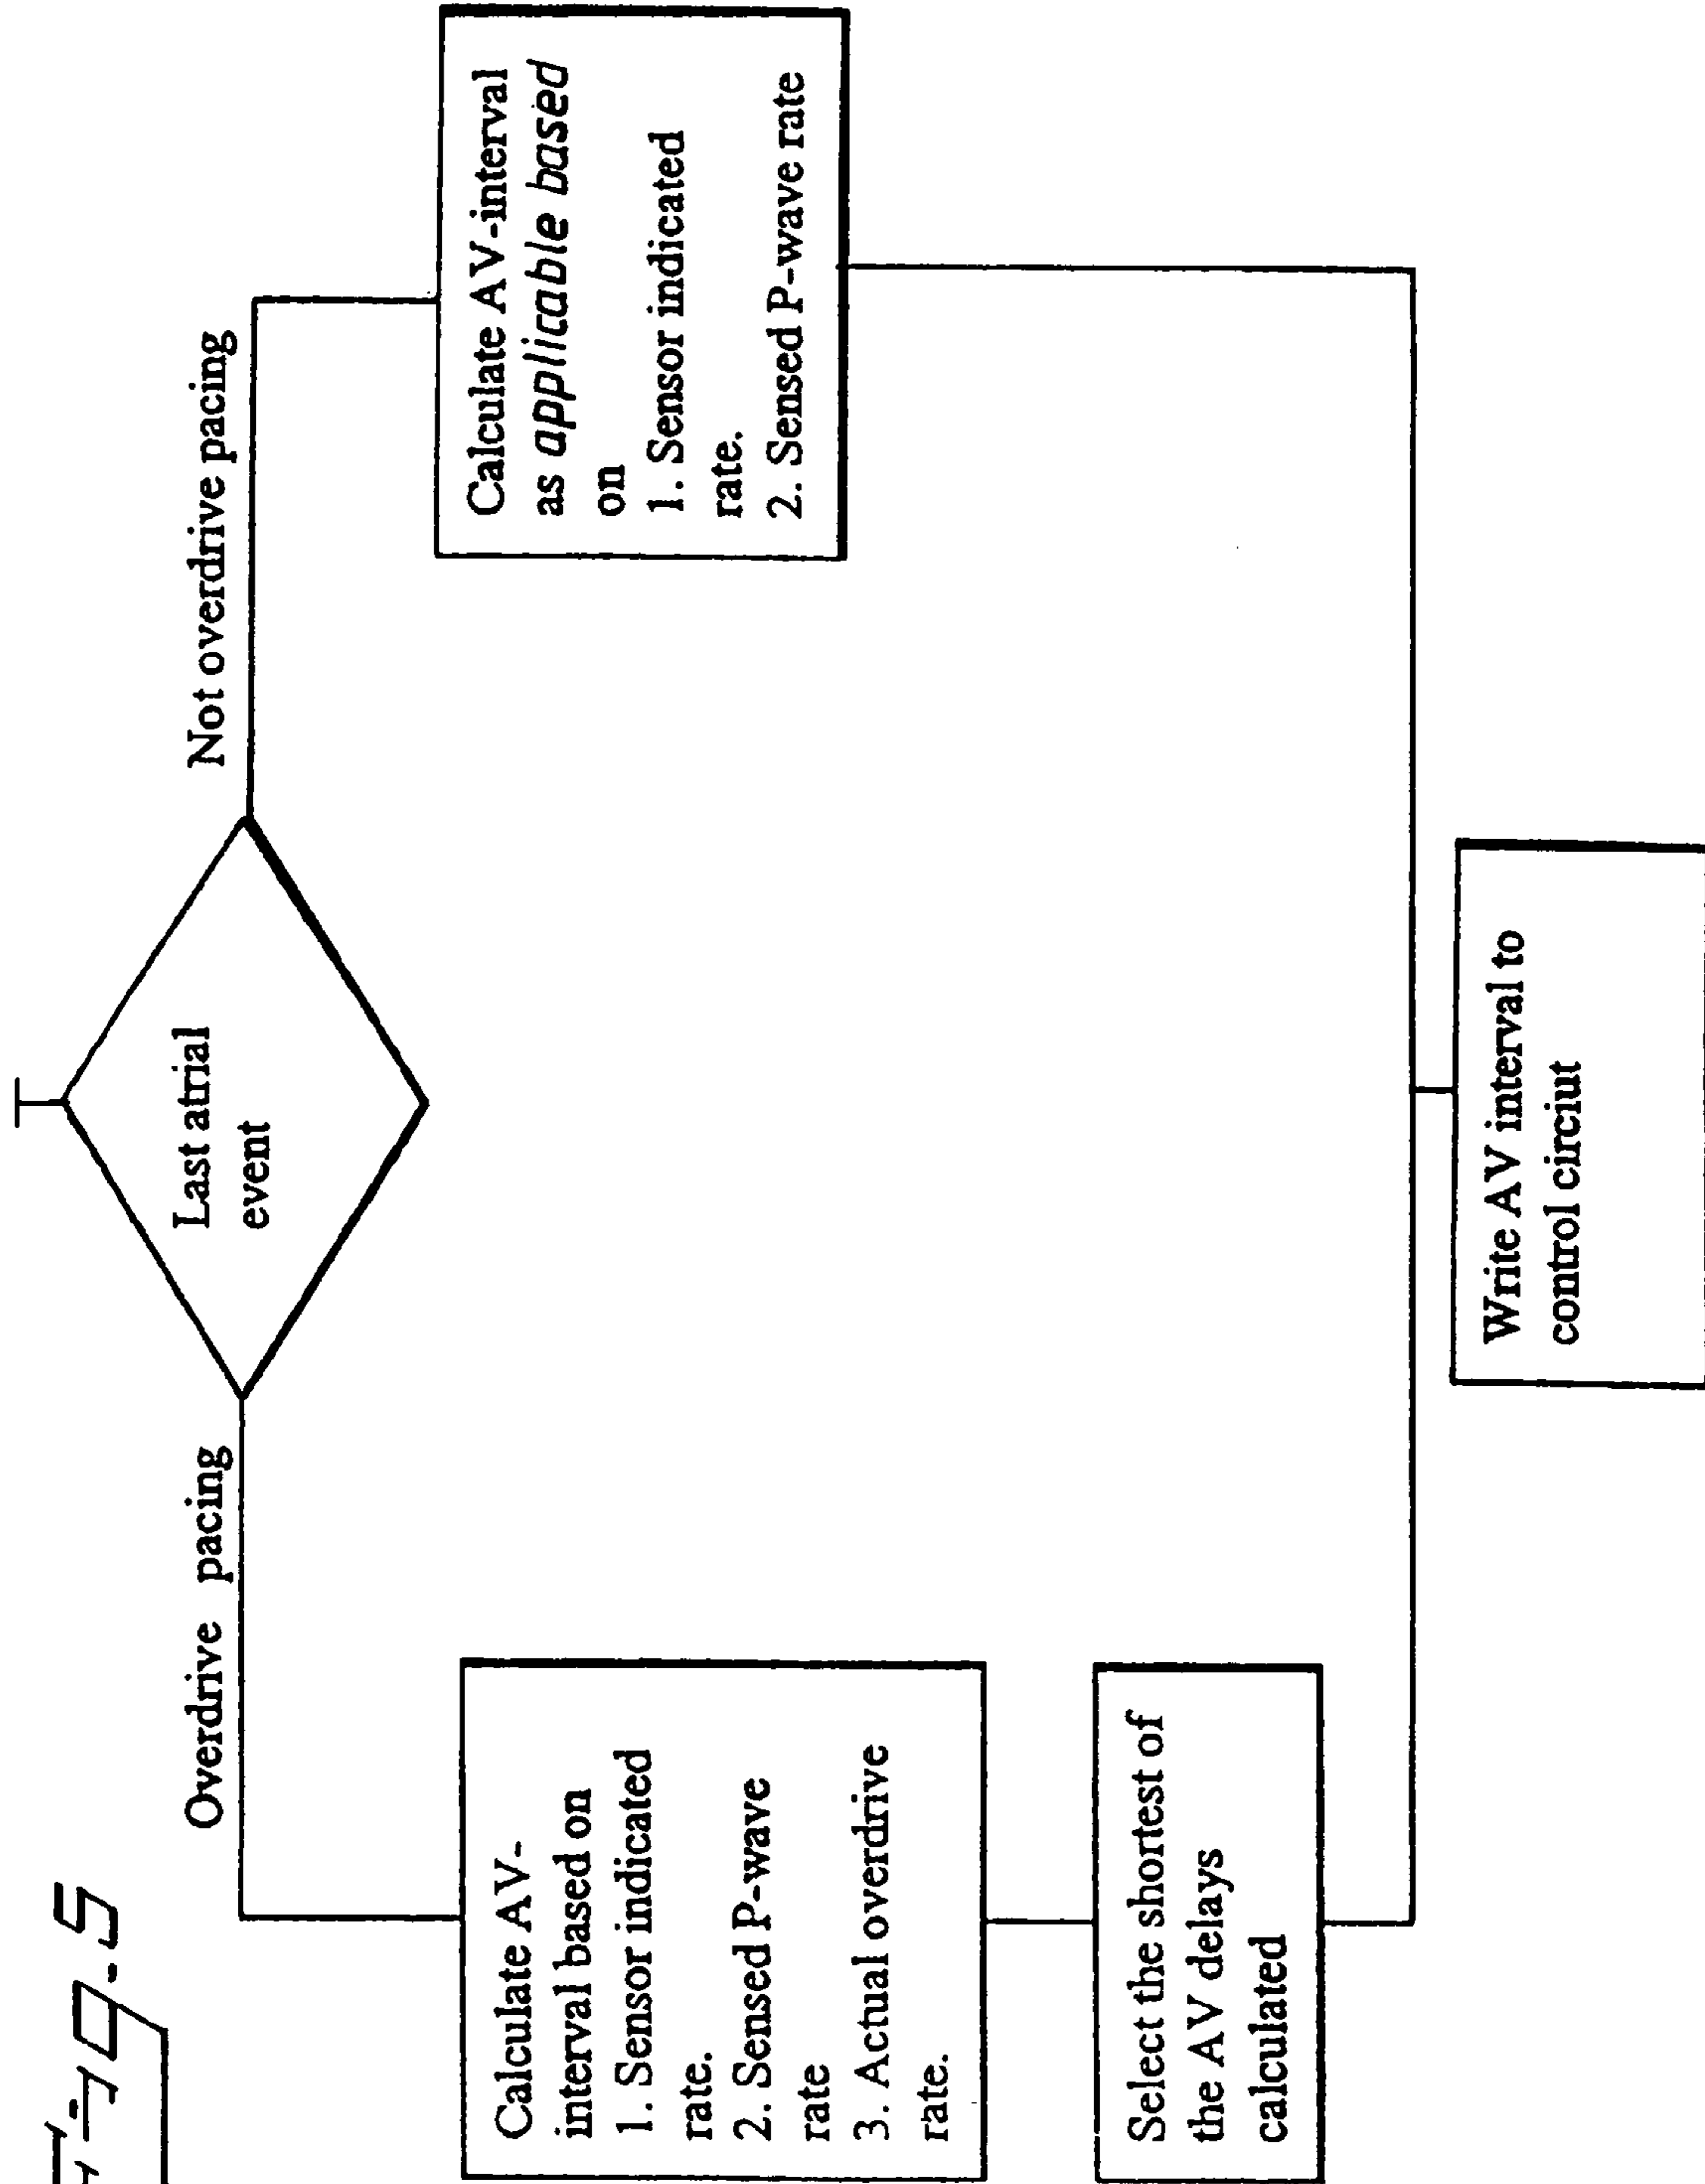 Fig. 5
Last atrial
event
Overdrive pacing
Not overdrive pacing
Calculate AV-
interval based on
1. Sensor indicated
rate.
2. Sensed P-wave
rate
3. Actual overdrive
rate.
Select the shortest of
the AV delays
calculated
Calculate AV-interval
as applicable based
on
1. Sensor indicated
rate.
2. Sensed P-wave rate
Write AV interval to
control circiut